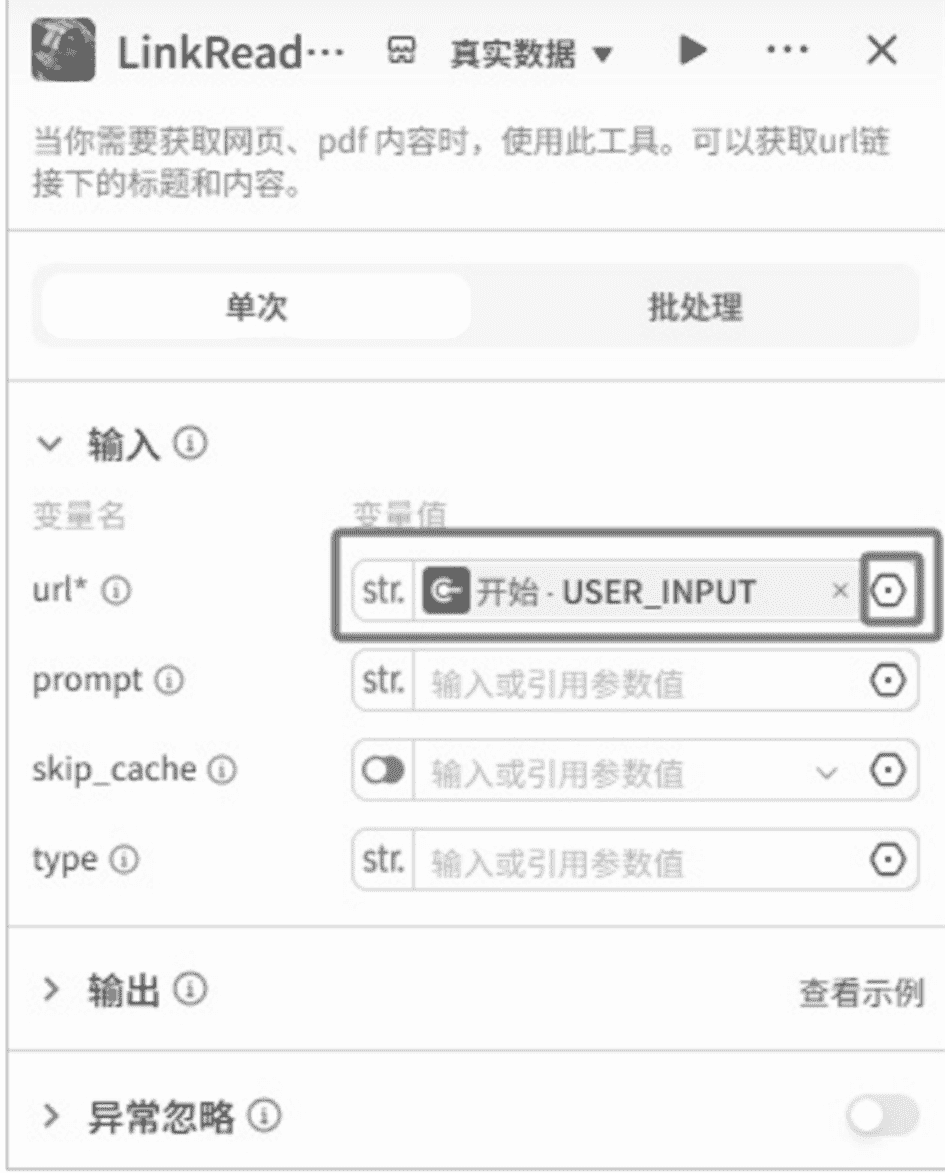 LinkRead··· 真实数据
当你需要获取网页、pdf 内容时，使用此工具。可以获取url链
接下的标题和内容。
单次 批处理
输入
变量名 变量值
url* str. 开始 · USER_INPUT
prompt str. 输入或引用参数值
skip_cache 输入或引用参数值
type str. 输入或引用参数值
输出 查看示例
异常忽略